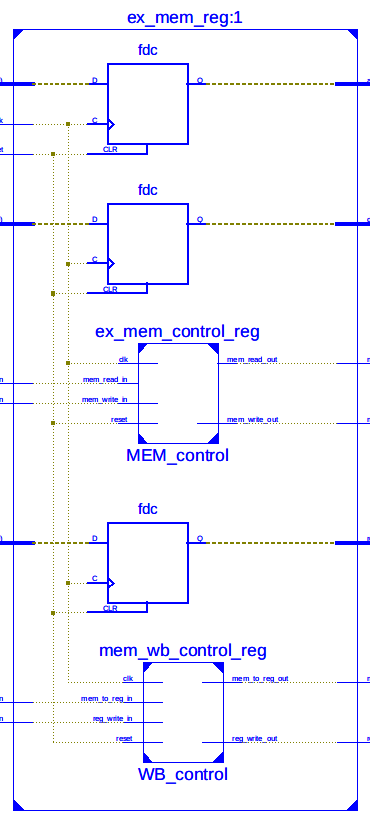 ex_mem_reg:1
fdc
D
Q
C
CLR
fdc
D
Q
C
CLR
ex_mem_control_reg
clk
mem_read_out
mem_read_in
mem_write_in
reset
mem_write_out
MEM_control
fdc
D
Q
C
CLR
mem_wb_control_reg
clk
mem_to_reg_out
mem_to_reg_in
reg_write_in
reset
reg_write_out
WB_control